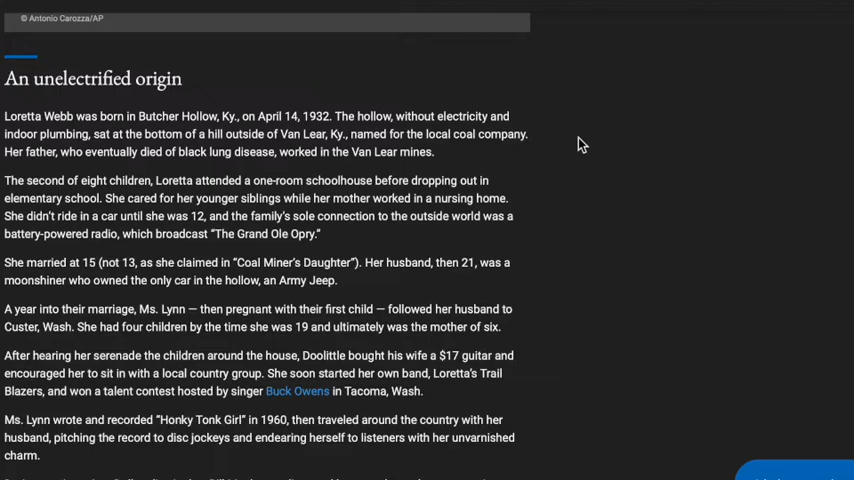 © Antonio Carozza/AP
An unelectrified origin
Loretta Webb was born in Butcher Hollow, Ky., on April 14, 1932. The hollow, without electricity and
indoor plumbing, sat at the bottom of a hill outside of Van Lear, Ky., named for the local coal company.
Her father, who eventually died of black lung disease, worked in the Van Lear mines.
The second of eight children, Loretta attended a one-room schoolhouse before dropping out in
elementary school. She cared for her younger siblings while her mother worked in a nursing home.
She didn’t ride in a car until she was 12, and the family’s sole connection to the outside world was a
battery-powered radio, which broadcast “The Grand Ole Opry.”
She married at 15 (not 13, as she claimed in “Coal Miner’s Daughter”). Her husband, then 21, was a
moonshiner who owned the only car in the hollow, an Army Jeep.
A year into their marriage, Ms. Lynn — then pregnant with their first child — followed her husband to
Custer, Wash. She had four children by the time she was 19 and ultimately was the mother of six.
After hearing her serenade the children around the house, Doolittle bought his wife a $17 guitar and
encouraged her to sit in with a local country group. She soon started her own band, Loretta’s Trail
Blazers, and won a talent contest hosted by singer Buck Owens in Tacoma, Wash.
Ms. Lynn wrote and recorded “Honky Tonk Girl” in 1960, then traveled around the country with her
husband, pitching the record to disc jockeys and endearing herself to listeners with her unvarnished
charm.